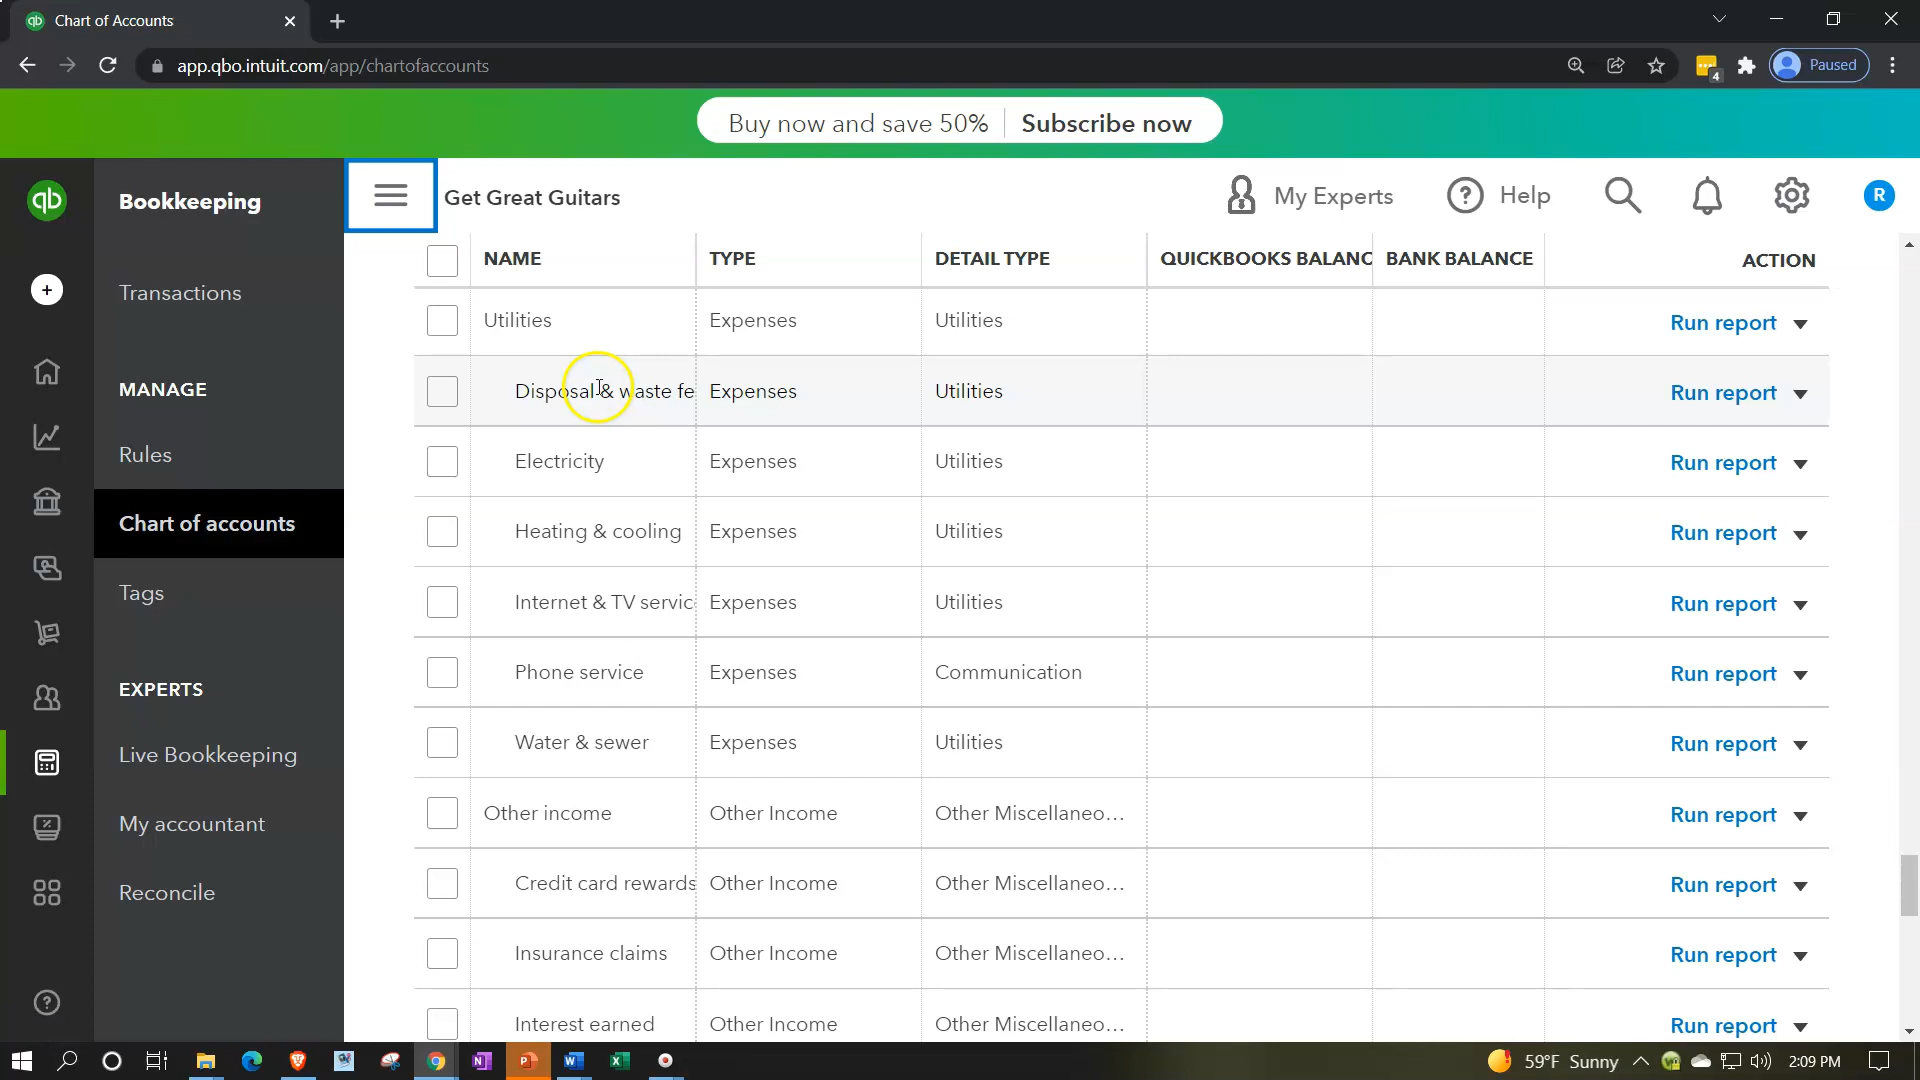 Chart of Accounts
app.qbo.intuit.com/app/chartofaccounts
4
Paused
Buy now and save 50% Subscribe now
qb
Bookkeeping
Get Great Guitars
My Experts
Help
R
Transactions
MANAGE
Rules
Chart of accounts
Tags
EXPERTS
Live Bookkeeping
My accountant
Reconcile
NAME TYPE DETAIL TYPE QUICKBOOKS BALANC BANK BALANCE ACTION
Utilities Expenses Utilities Run report
Disposal & waste fe Expenses Utilities Run report
Electricity Expenses Utilities Run report
Heating & cooling Expenses Utilities Run report
Internet & TV servic Expenses Utilities Run report
Phone service Expenses Communication Run report
Water & sewer Expenses Utilities Run report
Other income Other Income Other Miscellaneo... Run report
Credit card rewards Other Income Other Miscellaneo... Run report
Insurance claims Other Income Other Miscellaneo... Run report
Interest earned Other Income Other Miscellaneo... Run report
59°F Sunny
2:09 PM